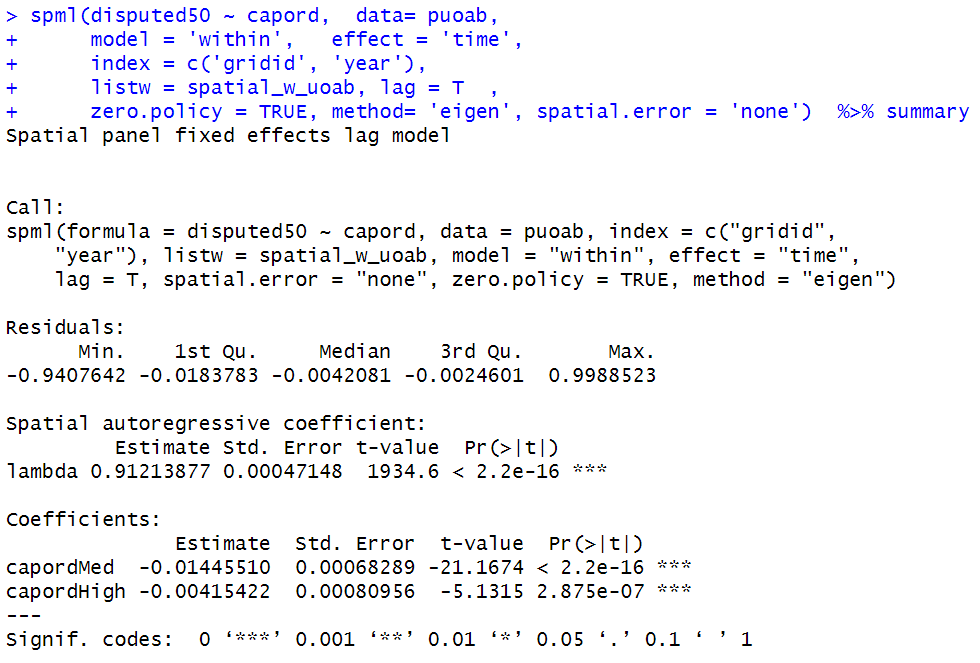 > spml(disputed50 ~ capord,  data= puoab,
+      model = 'within',   effect = 'time',
+      index = c('gridid', 'year'),
+      listw = spatial_w_uoab, lag = T  ,
+      zero.policy = TRUE, method= 'eigen', spatial.error = 'none')  %>% summary
Spatial panel fixed effects lag model
Call:
spml(formula = disputed50 ~ capord, data = puoab, index = c("gridid",
    "year"), listw = spatial_w_uoab, model = "within", effect = "time",
    lag = T, spatial.error = "none", zero.policy = TRUE, method = "eigen")
Residuals:
      Min.    1st Qu.     Median    3rd Qu.       Max.
-0.9407642 -0.0183783 -0.0042081 -0.0024601  0.9988523
Spatial autoregressive coefficient:
         Estimate Std. Error t-value  Pr(>|t|)
lambda 0.91213877 0.00047148  1934.6 < 2.2e-16 ***
Coefficients:
              Estimate  Std. Error  t-value  Pr(>|t|)
capordMed  -0.01445510  0.00068289 -21.1674 < 2.2e-16 ***
capordHigh -0.00415422  0.00080956  -5.1315 2.875e-07 ***
---
Signif. codes:  0 ‘***’ 0.001 ‘**’ 0.01 ‘*’ 0.05 ‘.’ 0.1 ‘ ’ 1